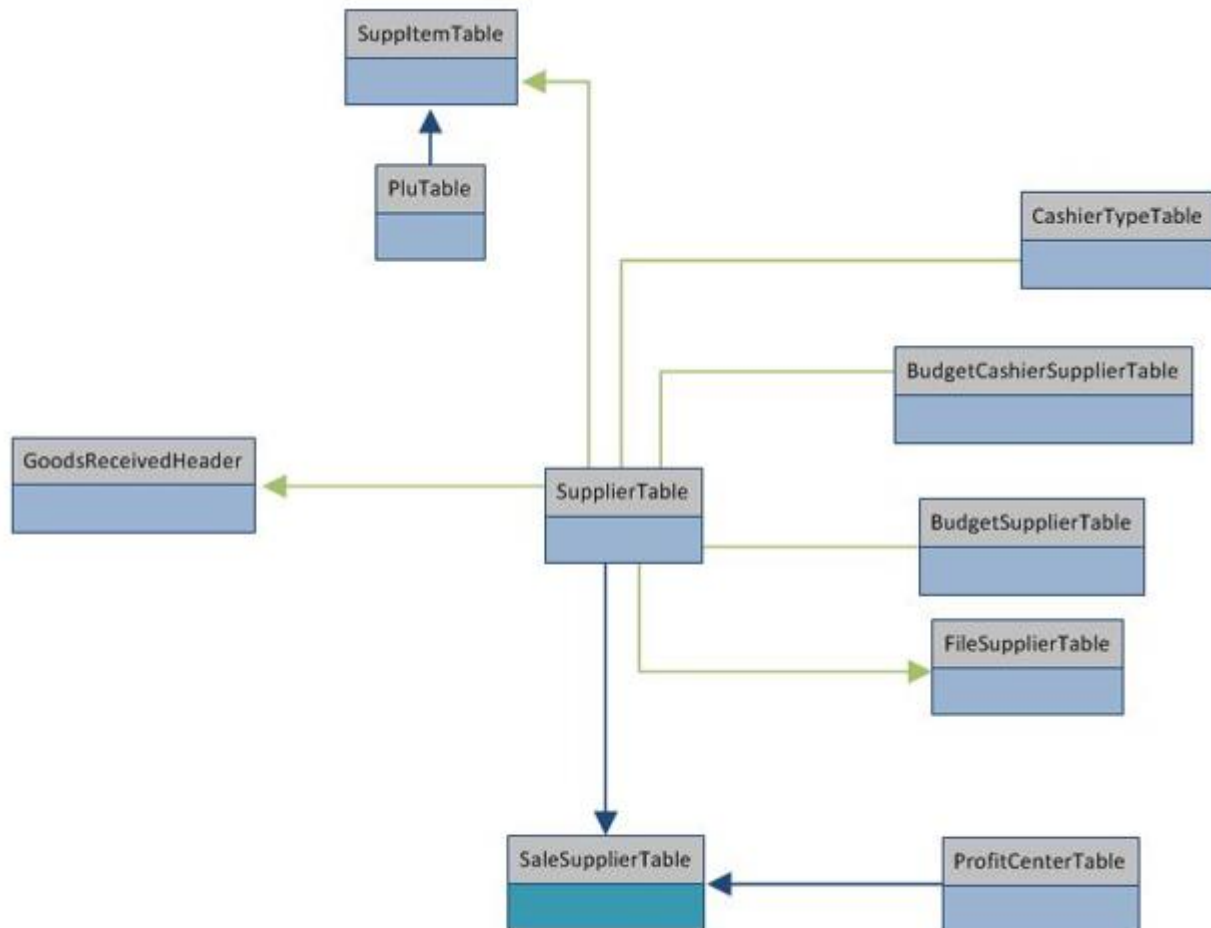 SuppItemTable
PluTable
CashierTypeTable
BudgetCashierSupplierTable
GoodsReceivedHeader
SupplierTable
BudgetSupplierTable
FileSupplierTable
SaleSupplierTable
ProfitCenterTable